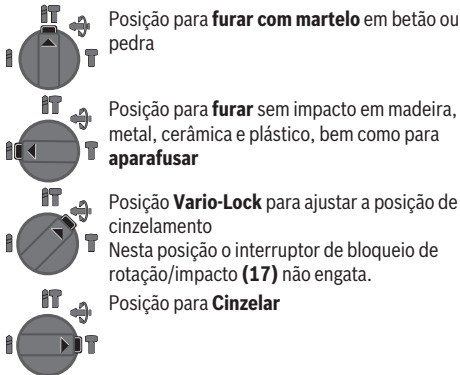 Posição para furar com martelo em betão ou
pedra
Posição para furar sem impacto em madeira,
metal, cerâmica e plástico, bem como para
aparafusar
Posição Vario-Lock para ajustar a posição de
cinzelamento
Nesta posição o interruptor de bloqueio de
rotação/impacto (17) não engata.
Posição para Cinzelar